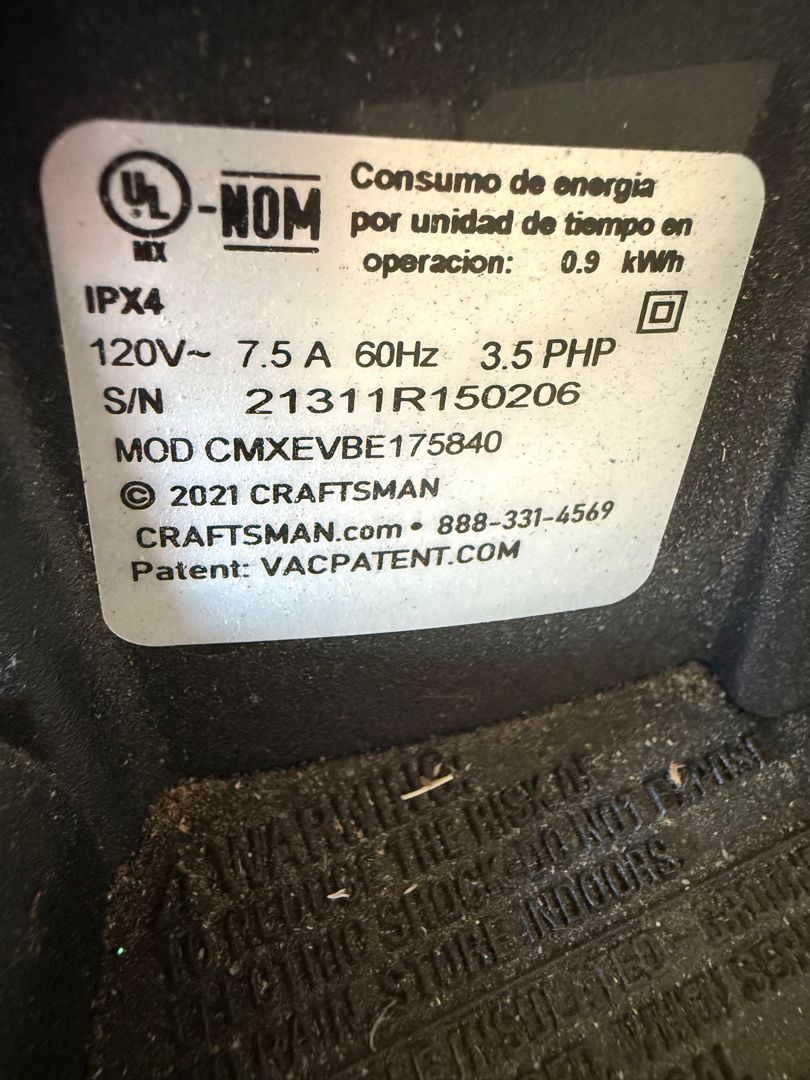 UL
MX
-NOM
Consumo de energia
por unidad de tiempo en
operacion: 0.9 kWh
IPX4
120V~ 7.5 A 60Hz 3.5 PHP
S/N 21311R150206
MOD CMXEVBE175840
© 2021 CRAFTSMAN
CRAFTSMAN.com • 888-331-4569
Patent: VACPATENT.COM
WARNING:
TO REDUCE THE RISK OF
ELECTRIC SHOCK-DO NOT EXPOSE
TO RAIN. STORE INDOORS.